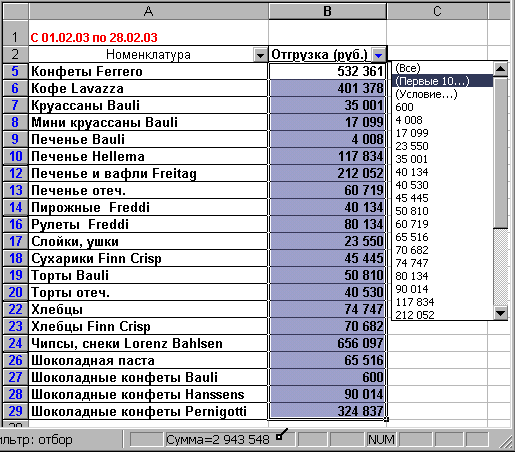 A B C
1 С 01.02.03 по 28.02.03
2 Номенклатура Отгрузка (руб.)
5 Конфеты Ferrero 532 361
6 Кофе Lavazza 401 378
7 Круассаны Bauli 35 001
8 Мини круассаны Bauli 17 099
9 Печенье Bauli 4 008
10 Печенье Hellema 117 834
12 Печенье и вафли Freitag 212 052
13 Печенье отеч. 60 719
14 Пирожные Freddi 40 134
16 Рулеты Freddi 80 134
17 Слойки, ушки 23 550
18 Сухарики Finn Crisp 45 445
19 Торты Bauli 50 810
20 Торты отеч. 40 530
22 Хлебцы 74 747
23 Хлебцы Finn Crisp 70 682
24 Чипсы, снеки Lorenz Bahlsen 656 097
26 Шоколадная паста 65 516
27 Шоколадные конфеты Bauli 600
28 Шоколадные конфеты Hanssens 90 014
29 Шоколадные конфеты Pernigotti 324 837
(Все)
(Первые 10...)
(Условие...)
600
4 008
17 099
23 550
35 001
40 134
40 530
45 445
50 810
60 719
65 516
70 682
74 747
80 134
90 014
117 834
212 052
ильтр: отбор Сумма=2 943 548 NUM